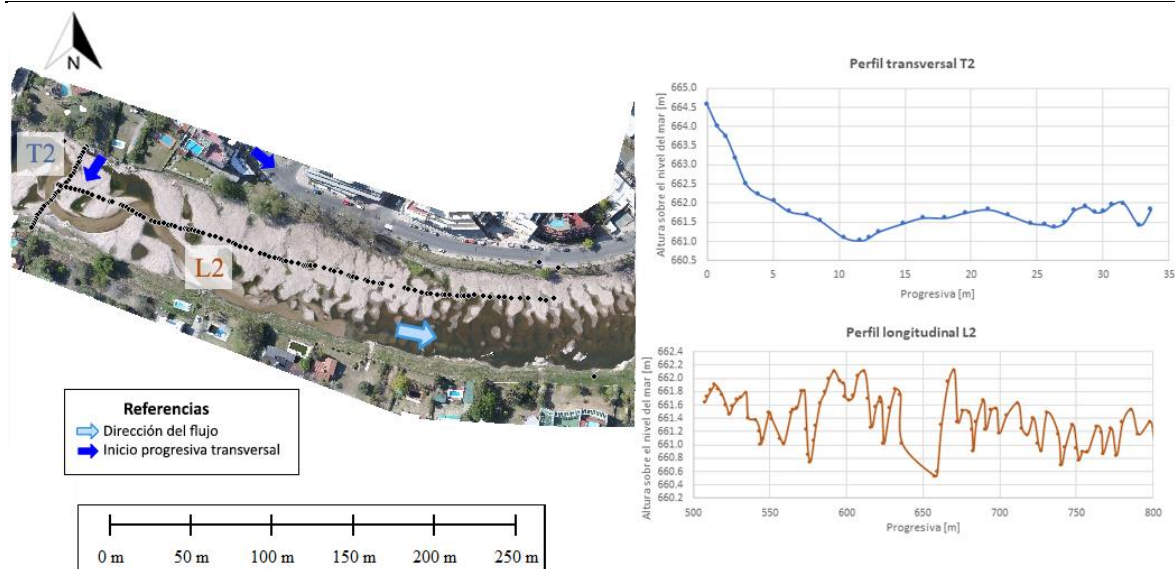 N
T2
L2
Referencias
Dirección del flujo
Inicio progresiva transversal
0 m 50 m 100 m 150 m 200 m 250 m
Perfil transversal T2
Altura sobre el nivel del mar [m]
665.0
664.5
664.0
663.5
663.0
662.5
662.0
661.5
661.0
660.5
0 5 10 15 20 25 30 35
Progresiva [m]
Perfil longitudinal L2
Altura sobre el nivel del mar [m]
662.4
662.2
662.0
661.8
661.6
661.4
661.2
661.0
660.8
660.6
660.4
660.2
500 550 600 650 700 750 800
Progresiva [m]